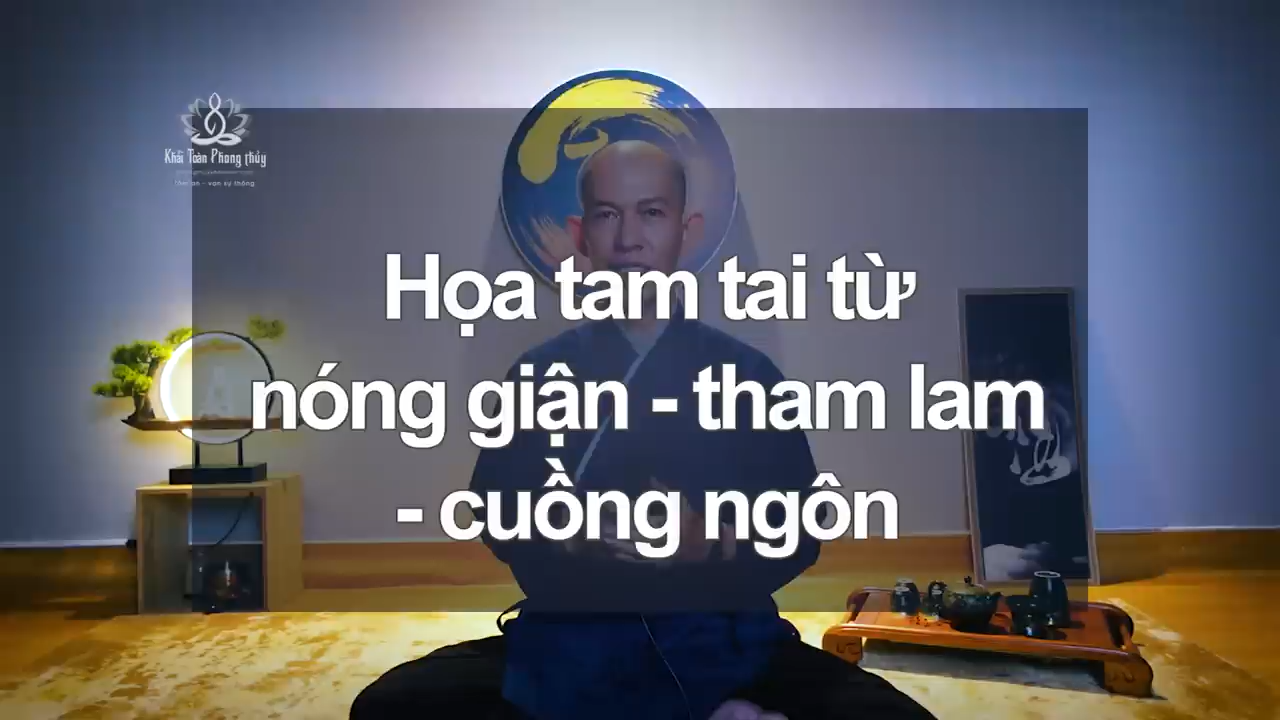 Khải Toàn Phong thủy
Họa tam tai từ
nóng giận - tham lam
- cuồng ngôn